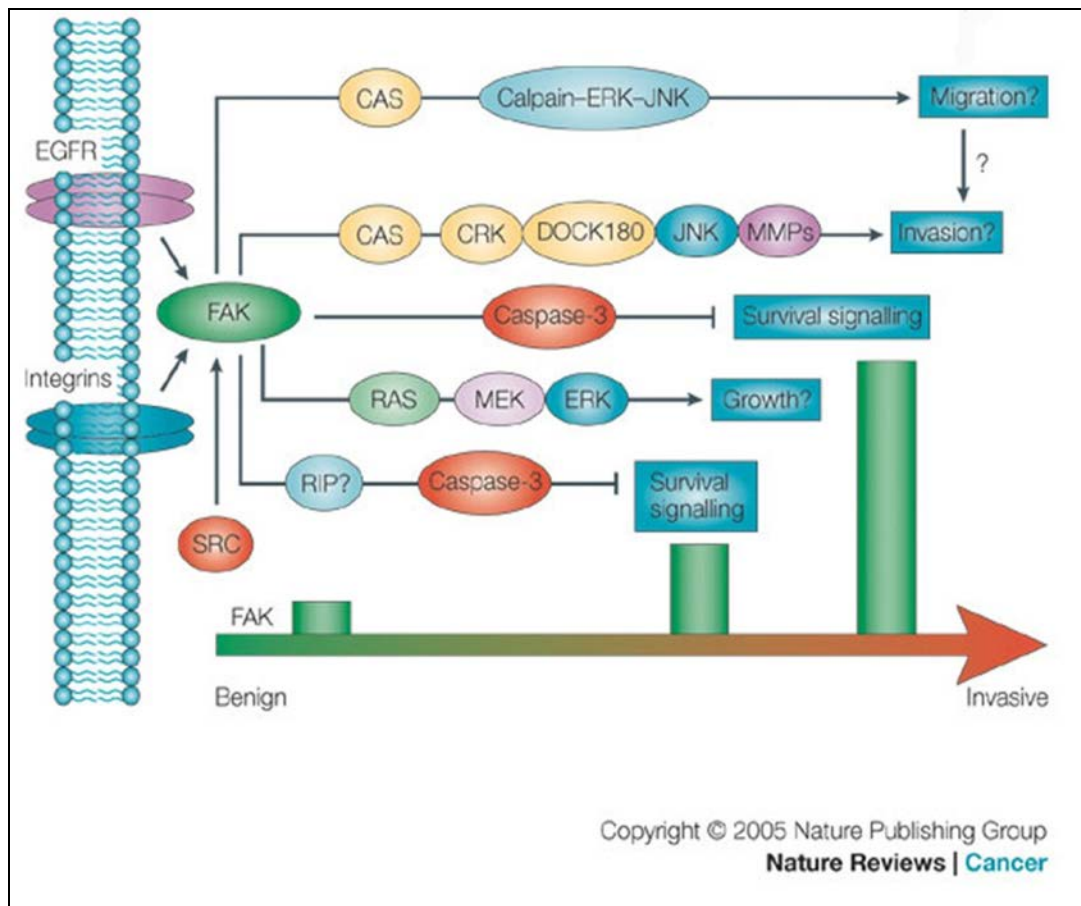 CAS
Calpain–ERK–JNK
Migration?
EGFR
?
CAS
CRK
DOCK180
JNK
MMPs
Invasion?
FAK
Caspase-3
Survival signalling
Integrins
RAS
MEK
ERK
Growth?
RIP?
Caspase-3
Survival
signalling
SRC
FAK
Benign
Invasive
Copyright © 2005 Nature Publishing Group
Nature Reviews | Cancer